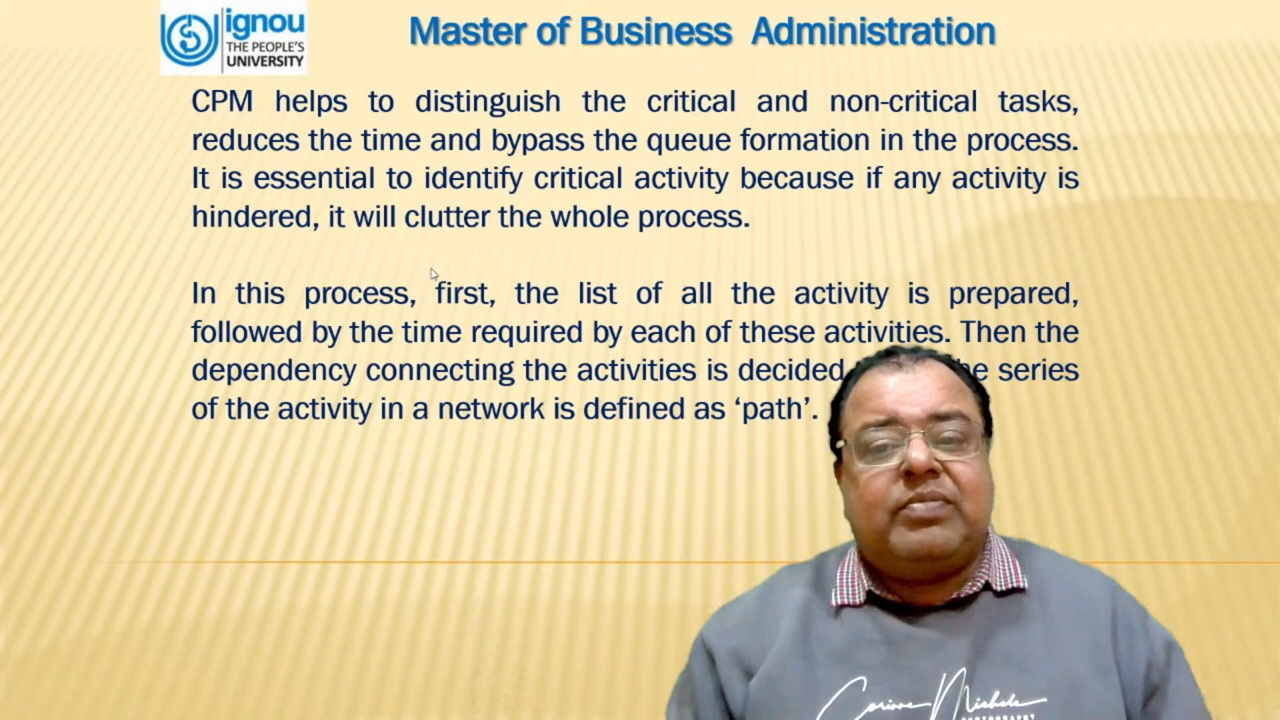 ignou
THE PEOPLE'S
UNIVERSITY
Master of Business Administration
CPM helps to distinguish the critical and non-critical tasks,
reduces the time and bypass the queue formation in the process.
It is essential to identify critical activity because if any activity is
hindered, it will clutter the whole process.
In this process, first, the list of all the activity is prepared,
followed by the time required by each of these activities. Then the
dependency connecting the activities is decided series
of the activity in a network is defined as ‘path’.